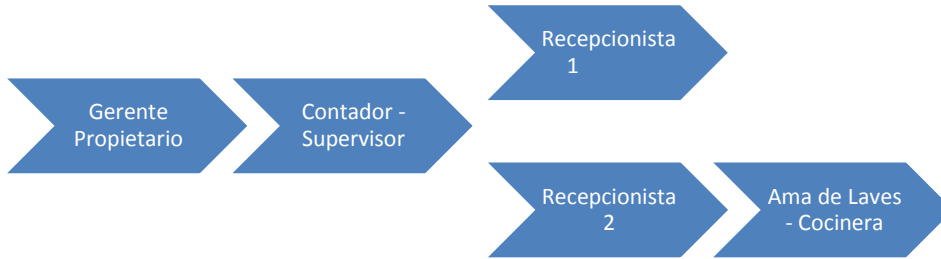 Recepcionista
1
Gerente
Propietario
Contador -
Supervisor
Recepcionista
2
Ama de Laves
- Cocinera